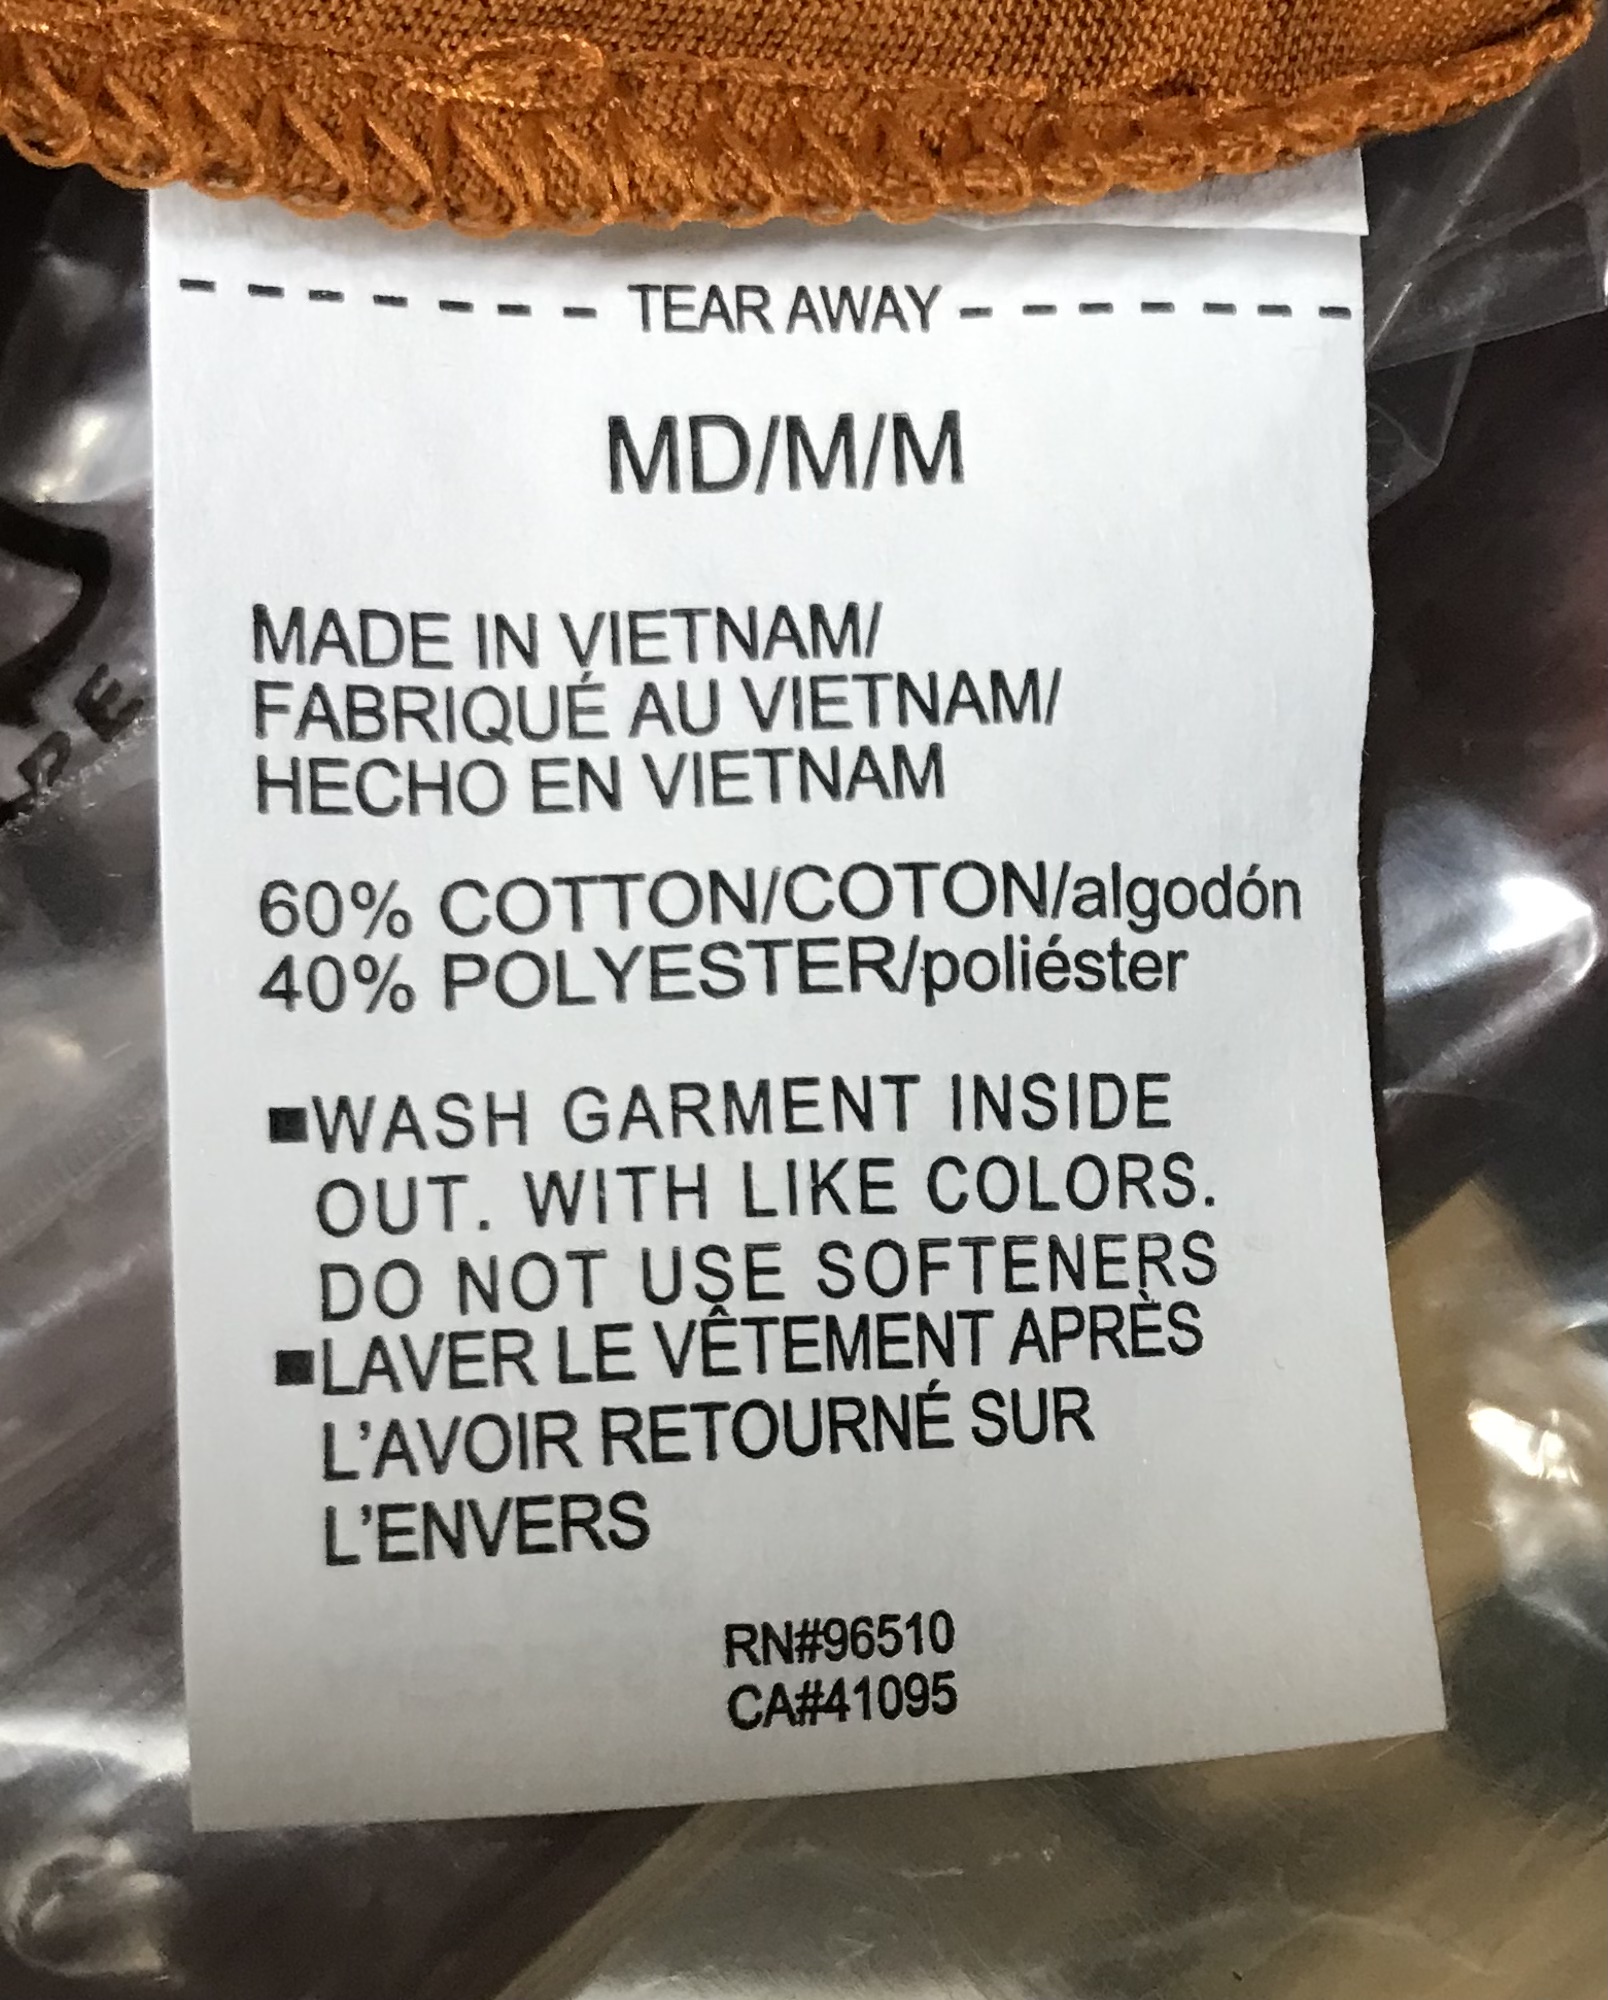 TEAR AWAY
MD/M/M
MADE IN VIETNAM/
FABRIQUÉ AU VIETNAM/
HECHO EN VIETNAM
60% COTTON/COTON/algodón
40% POLYESTER/poliéster
■WASH GARMENT INSIDE
OUT. WITH LIKE COLORS.
DO NOT USE SOFTENERS
■LAVER LE VÊTEMENT APRÈS
L'AVOIR RETOURNÉ SUR
L'ENVERS
RN#96510
CA#41095